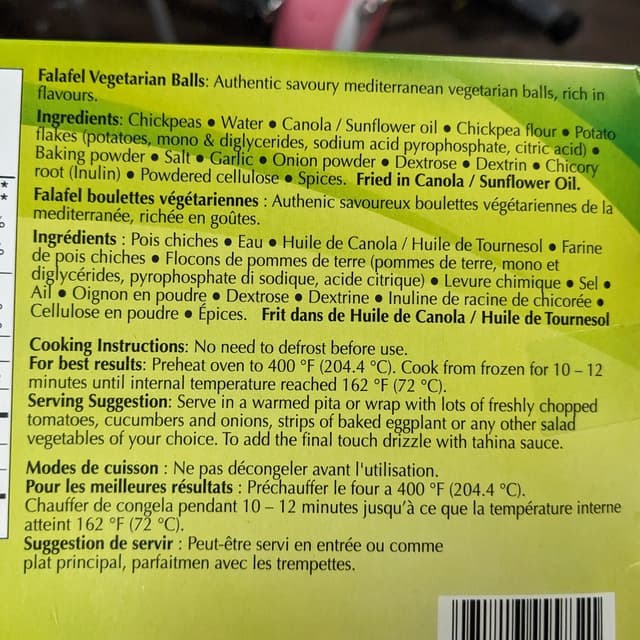 Falafel Vegetarian Balls: Authentic savoury mediterranean vegetarian balls, rich in
flavours.
Ingredients: Chickpeas • Water • Canola / Sunflower oil • Chickpea flour • Potato
flakes (potatoes, mono & diglycerides, sodium acid pyrophosphate, citric acid) •
Baking powder • Salt • Garlic • Onion powder • Dextrose • Dextrin • Chicory
root (Inulin) • Powdered cellulose • Spices. Fried in Canola / Sunflower Oil.
Falafel boulettes végétariennes : Authenic savoureux boulettes végétariennes de la
mediterranée, richée en goûtes.
Ingrédients : Pois chiches • Eau • Huile de Canola / Huile de Tournesol • Farine
de pois chiches • Flocons de pommes de terre (pommes de terre, mono et
diglycérides, pyrophosphate di sodique, acide citrique) • Levure chimique • Sel •
Ail • Oignon en poudre • Dextrose • Dextrine • Inuline de racine de chicorée •
Cellulose en poudre • Épices. Frit dans de Huile de Canola / Huile de Tournesol
Cooking Instructions: No need to defrost before use.
For best results: Preheat oven to 400 °F (204.4 °C). Cook from frozen for 10 – 12
minutes until internal temperature reached 162 °F (72 °C).
Serving Suggestion: Serve in a warmed pita or wrap with lots of freshly chopped
tomatoes, cucumbers and onions, strips of baked eggplant or any other salad
vegetables of your choice. To add the final touch drizzle with tahina sauce.
Modes de cuisson : Ne pas décongeler avant l'utilisation.
Pour les meilleures résultats : Préchauffer le four a 400 °F (204.4 °C).
Chauffer de congela pendant 10 – 12 minutes jusqu'à ce que la température interne
atteint 162 °F (72 °C).
Suggestion de servir : Peut-être servi en entrée ou comme
plat principal, parfaitmen avec les trempettes.